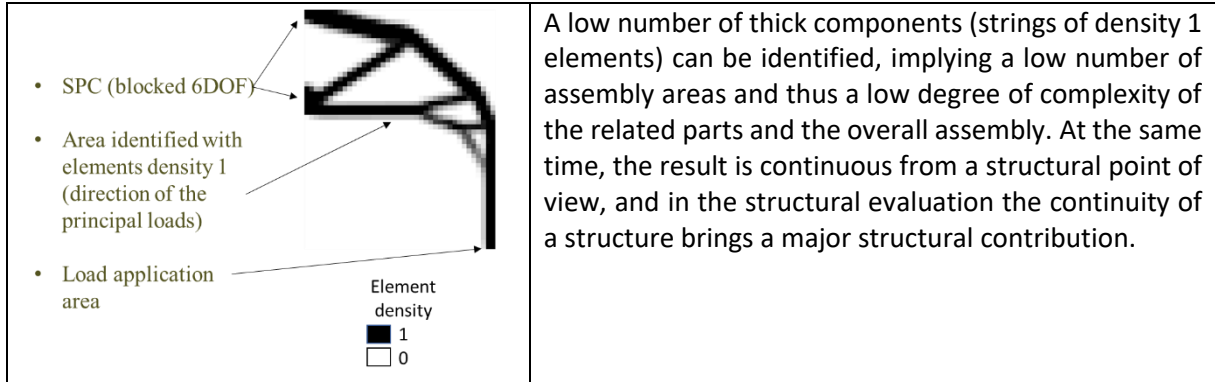 • SPC (blocked 6DOF)
• Area identified with
elements density 1
(direction of the
principal loads)
• Load application
area
Element
density
1
0
A low number of thick components (strings of density 1
elements) can be identified, implying a low number of
assembly areas and thus a low degree of complexity of
the related parts and the overall assembly. At the same
time, the result is continuous from a structural point of
view, and in the structural evaluation the continuity of
a structure brings a major structural contribution.